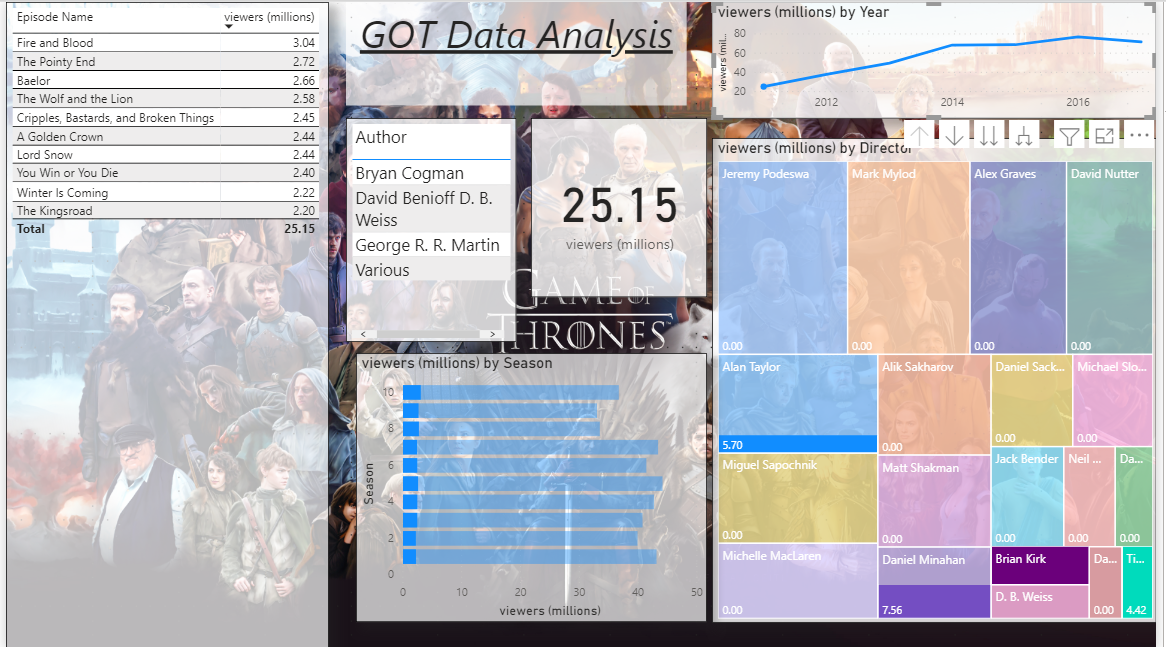 Episode Name viewers (millions)
Fire and Blood 3.04
The Pointy End 2.72
Baelor 2.66
The Wolf and the Lion 2.58
Cripples, Bastards, and Broken Things 2.45
A Golden Crown 2.44
Lord Snow 2.44
You Win or You Die 2.40
Winter Is Coming 2.22
The Kingsroad 2.20
Total 25.15
GOT Data Analysis
Author
Bryan Cogman
David Benioff D. B.
Weiss
George R. R. Martin
Various
25.15
viewers (millions)
GAME OF
THRONES
viewers (millions) by Season
Season
10
8
6
4
2
0
0 10 20 30 40 50
viewers (millions)
viewers (millions) by Year
viewers (mil...
80
60
40
20
2012 2014 2016
viewers (millions) by Director
Jeremy Podeswa Mark Mylod Alex Graves David Nutter
0.00 0.00 0.00 0.00
Alan Taylor Alik Sakharov Daniel Sack... Michael Slo...
5.70 0.00 0.00 0.00
Miguel Sapochnik Matt Shakman Jack Bender Neil ... Da...
0.00 0.00 0.00 0.00 0.00
Michelle MacLaren Daniel Minahan Brian Kirk Da... Ti...
D. B. Weiss
0.00 7.56 0.00 4.42